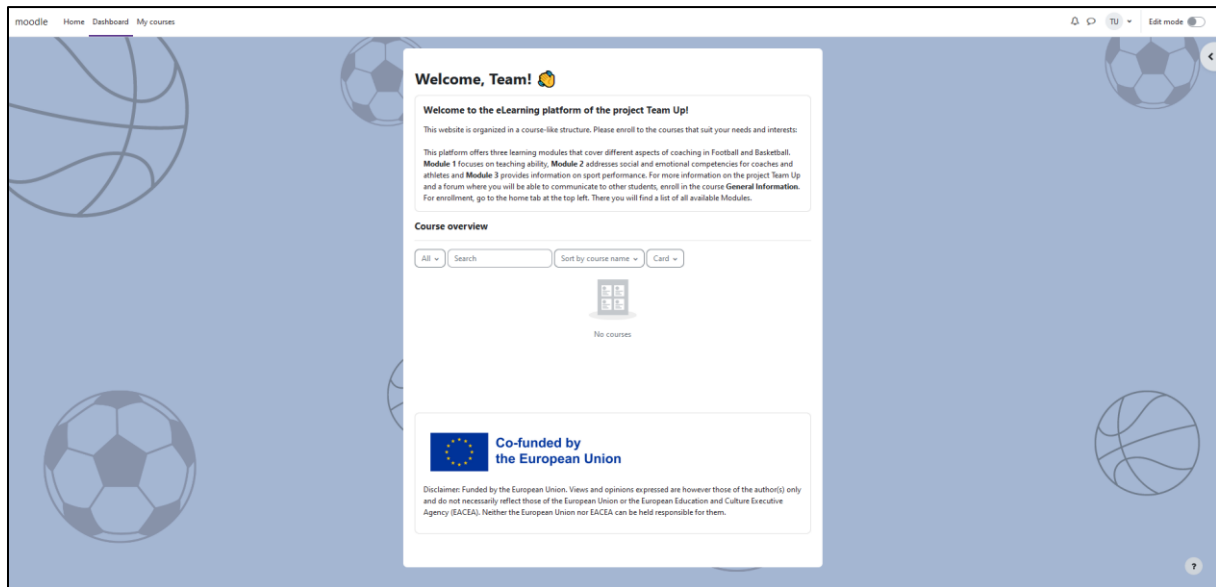 moodle Home Dashboard My courses TU Edit mode
Welcome, Team!
Welcome to the eLearning platform of the project Team Up!
This website is organized in a course-like structure. Please enroll to the courses that suit your needs and interests:
This platform offers three learning modules that cover different aspects of coaching in Football and Basketball.
Module 1 focuses on teaching ability, Module 2 addresses social and emotional competencies for coaches and
athletes and Module 3 provides information on sport performance. For more information on the project Team Up
and a forum where you will be able to communicate to other students, enroll in the course General Information.
For enrollment, go to the home tab at the top left. There you will find a list of all available Modules.
Course overview
All Search Sort by course name Card
No courses
Co-funded by
the European Union
Disclaimer: Funded by the European Union. Views and opinions expressed are however those of the author(s) only
and do not necessarily reflect those of the European Union or the European Education and Culture Executive
Agency (EACEA). Neither the European Union nor EACEA can be held responsible for them.
?